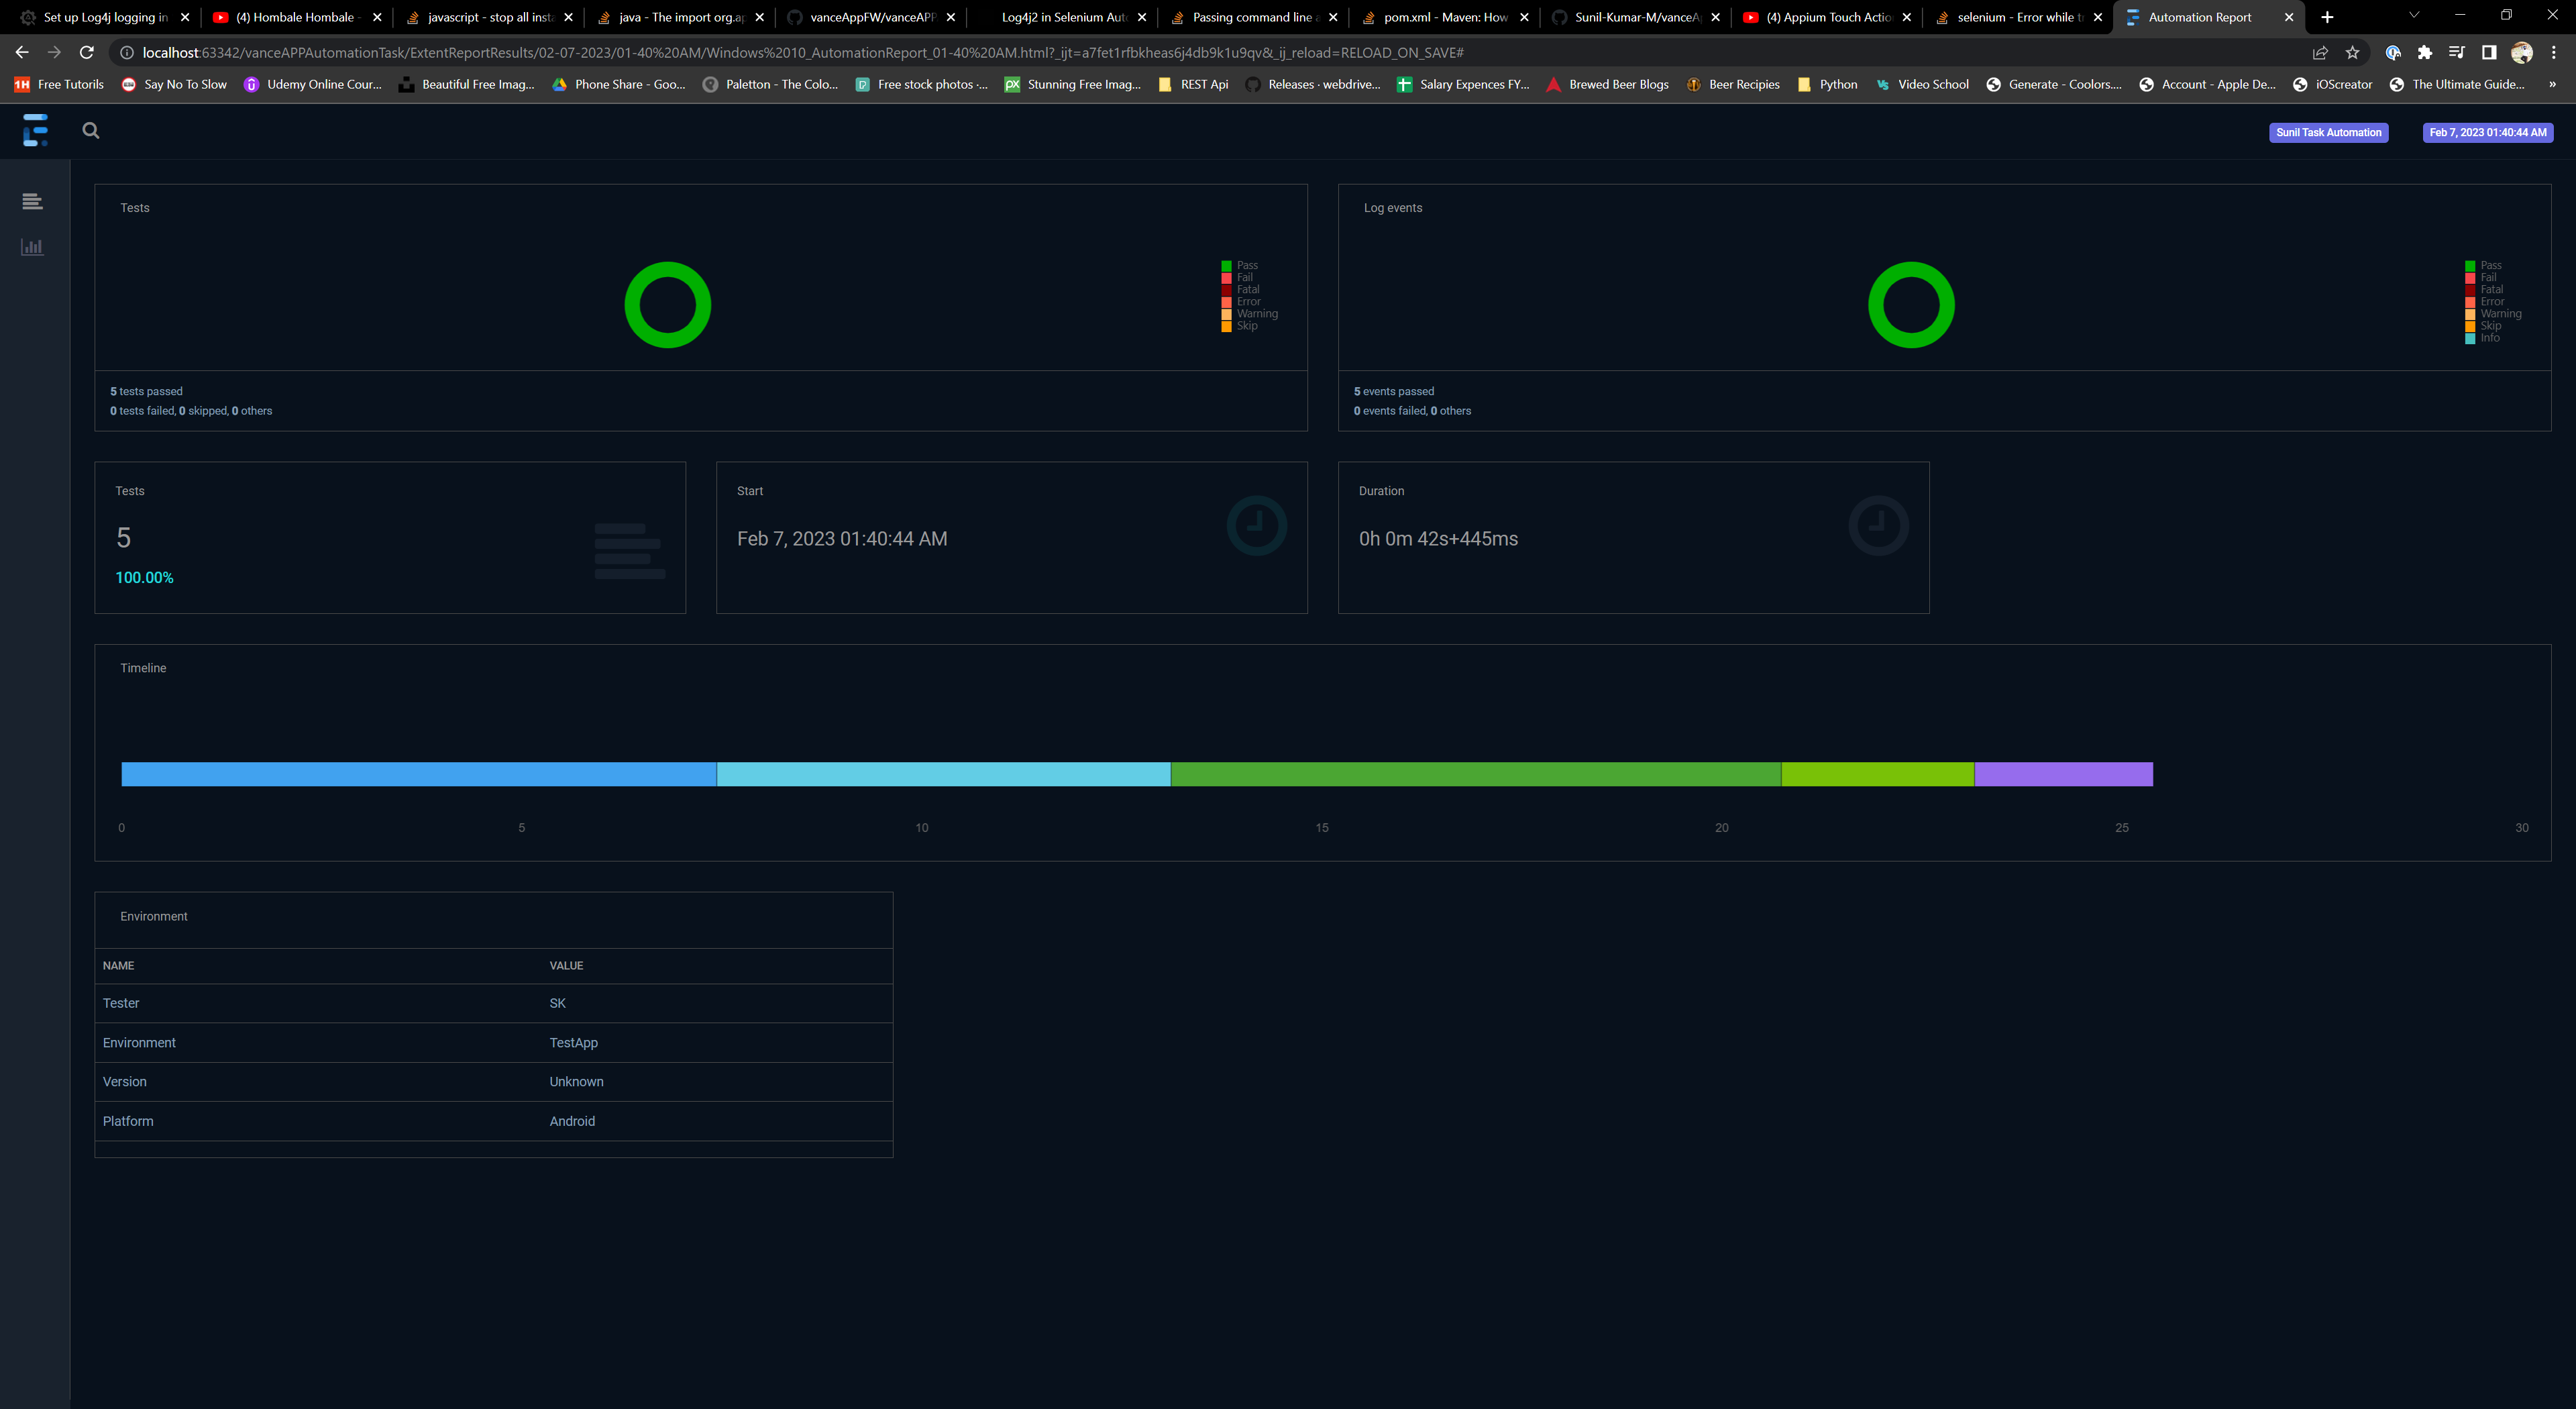 Set up Log4j logging in
(4) Hombale Hombale -
javascript - stop all insta
java - The import org.ap
vanceAppFW/vanceAPP
Log4j2 in Selenium Auto
Passing command line a
pom.xml - Maven: How
Sunil-Kumar-M/vanceA
(4) Appium Touch Actio
selenium - Error while t
Automation Report
localhost:63342/vanceAPPAutomationTask/ExtentReportResults/02-07-2023/01-40%20AM/Windows%2010_AutomationReport_01-40%20AM.html?_ijt=a7fet1rfbkheas6j4db9k1u9qv&_ij_reload=RELOAD_ON_SAVE#
1H Free Tutorils
Say No To Slow
Udemy Online Cour...
Beautiful Free Imag...
Phone Share - Goo...
Paletton - The Colo...
Free stock photos ·...
px Stunning Free Imag...
REST Api
Releases · webdrive...
Salary Expences FY...
Brewed Beer Blogs
Beer Recipies
Python
Video School
Generate - Coolors....
Account - Apple De...
iOScreator
The Ultimate Guide...
»
Sunil Task Automation
Feb 7, 2023 01:40:44 AM
Tests
Pass
Fail
Fatal
Error
Warning
Skip
5 tests passed
0 tests failed, 0 skipped, 0 others
Log events
Pass
Fail
Fatal
Error
Warning
Skip
Info
5 events passed
0 events failed, 0 others
Tests
5
100.00%
Start
Feb 7, 2023 01:40:44 AM
Duration
0h 0m 42s+445ms
Timeline
0 5 10 15 20 25 30
Environment
NAME VALUE
Tester SK
Environment TestApp
Version Unknown
Platform Android